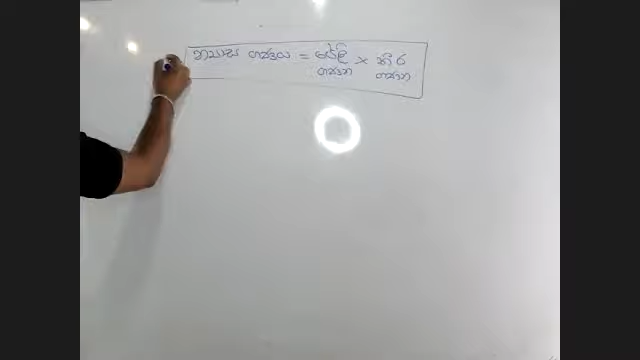 න්‍යාස ගණය = පේළි × තීර
ගණන ගණන